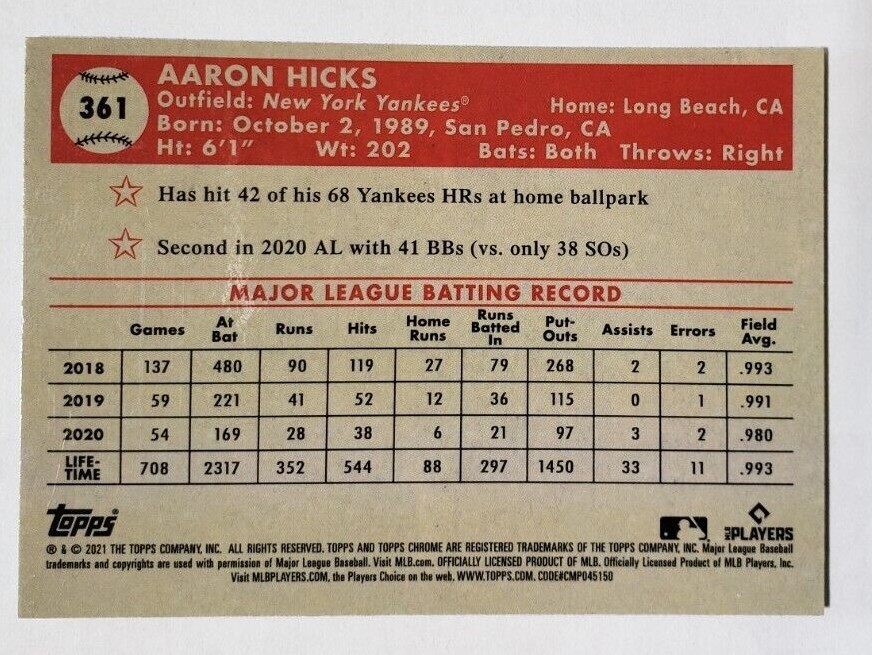 361
AARON HICKS
Outfield: New York Yankees® Home: Long Beach, CA
Born: October 2, 1989, San Pedro, CA
Ht: 6'1" Wt: 202 Bats: Both Throws: Right
Has hit 42 of his 68 Yankees HRs at home ballpark
Second in 2020 AL with 41 BBs (vs. only 38 SOs)
MAJOR LEAGUE BATTING RECORD
Games At Bat Runs Hits Home Runs Runs Batted In Put-Outs Assists Errors Field Avg.
2018 137 480 90 119 27 79 268 2 2 .993
2019 59 221 41 52 12 36 115 0 1 .991
2020 54 169 28 38 6 21 97 3 2 .980
LIFE-TIME 708 2317 352 544 88 297 1450 33 11 .993
Topps
MLB PLAYERS
® & © 2021 THE TOPPS COMPANY, INC. ALL RIGHTS RESERVED. TOPPS AND TOPPS CHROME ARE REGISTERED TRADEMARKS OF THE TOPPS COMPANY, INC. Major League Baseball
trademarks and copyrights are used with permission of Major League Baseball. Visit MLB.com. OFFICIALLY LICENSED PRODUCT OF MLB. Officially Licensed Product of MLB Players, Inc.
Visit MLBPLAYERS.COM, the Players Choice on the web. WWW.TOPPS.COM. CODE#CMP045150